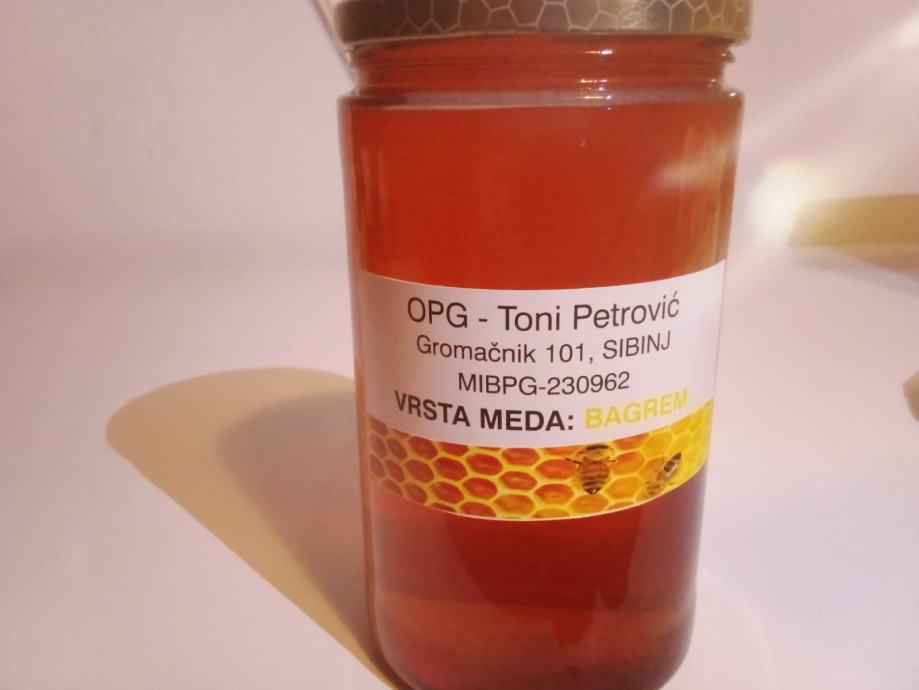 OPG - Toni Petrović
Gromačnik 101, SIBINJ
MIBPG-230962
VRSTA MEDA: BAGREM